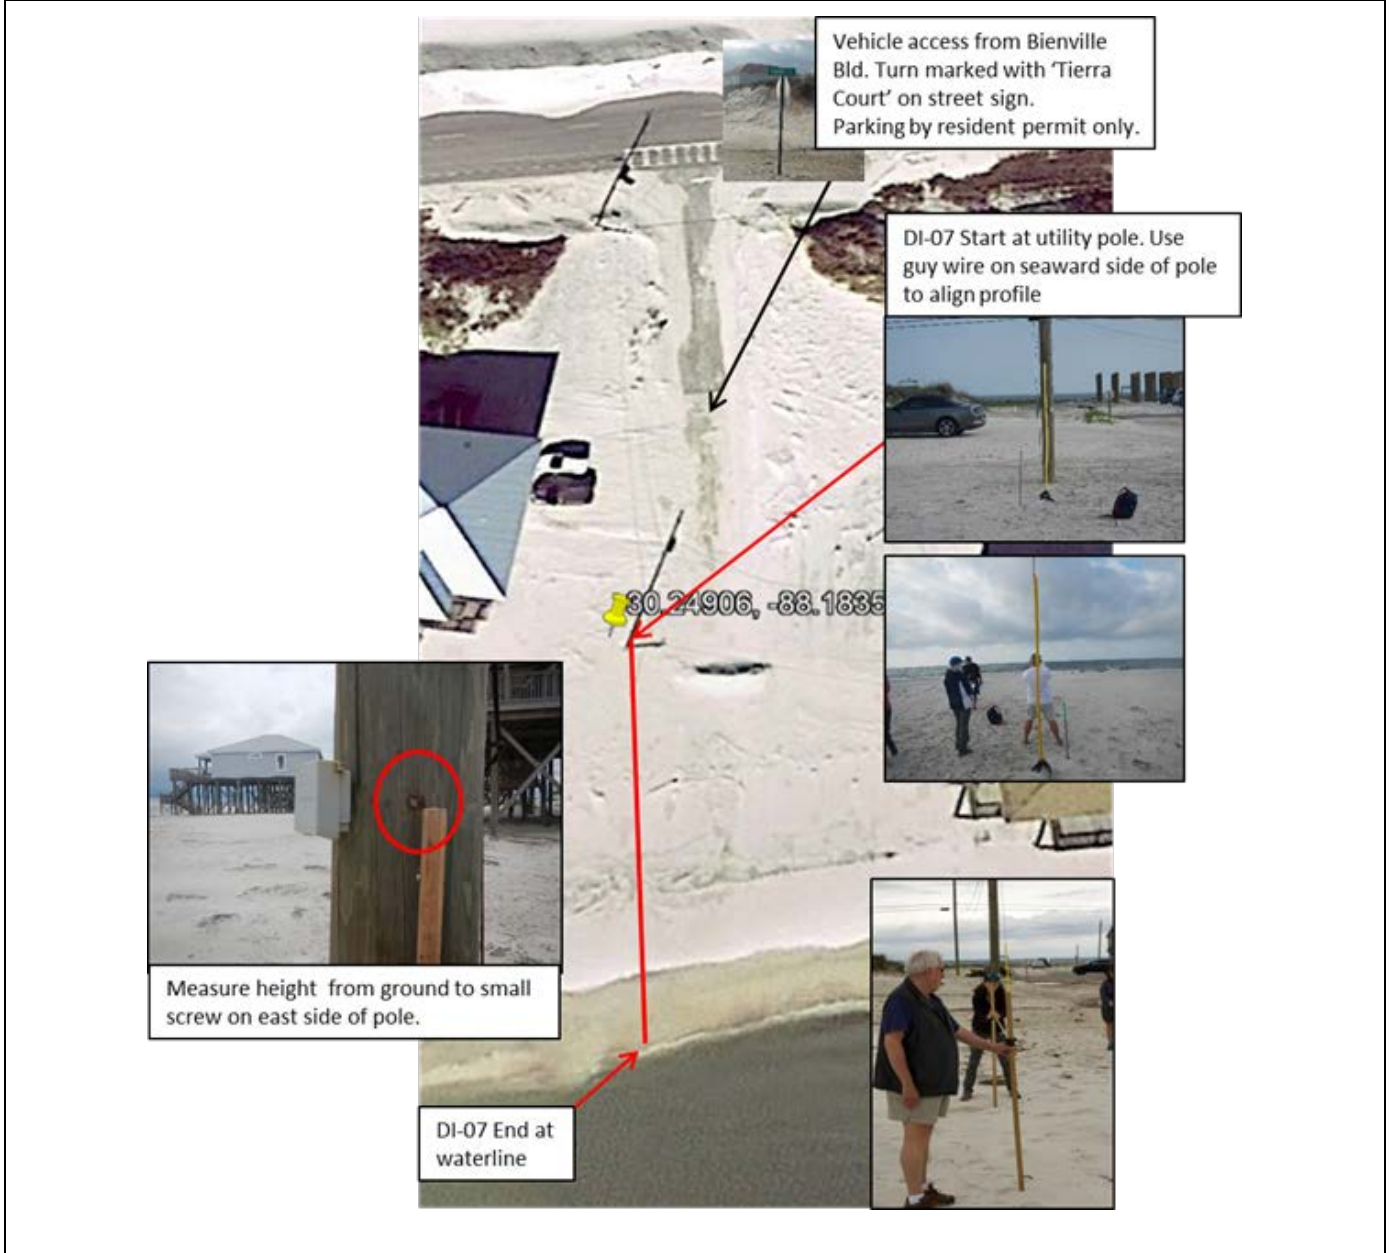 Vehicle access from Bienville
Bld. Turn marked with ‘Tierra
Court’ on street sign.
Parking by resident permit only.
DI-07 Start at utility pole. Use
guy wire on seaward side of pole
to align profile
30.24906, -88.1835
Measure height from ground to small
screw on east side of pole.
DI-07 End at
waterline